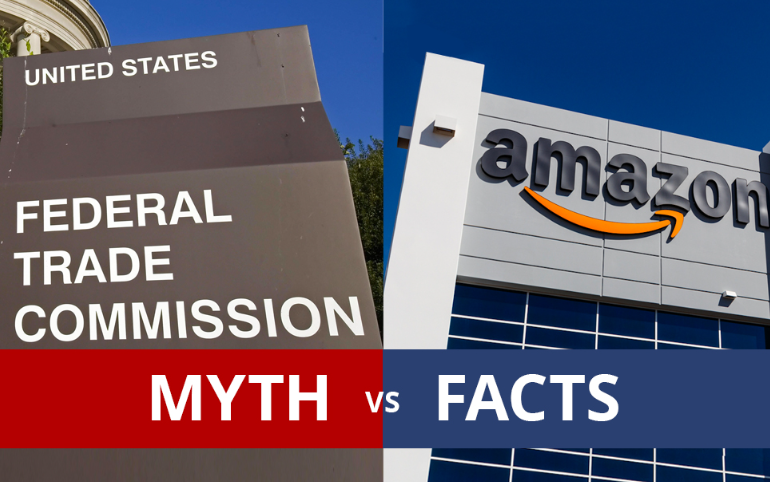 UNITED STATES
FEDERAL
TRADE
COMMISSION
amazon
MYTH vs FACTS